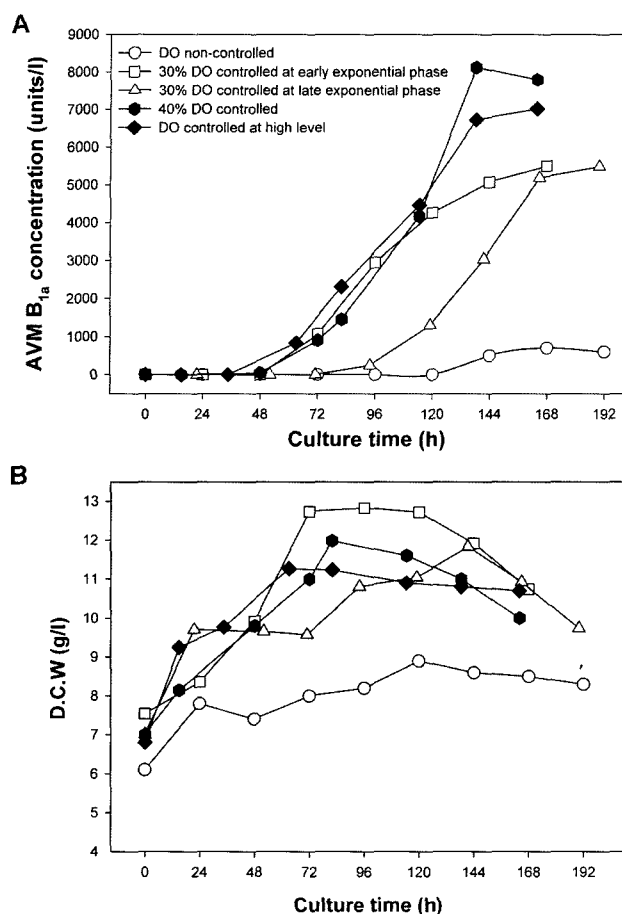 A
DO non-controlled
30% DO controlled at early exponential phase
30% DO controlled at late exponential phase
40% DO controlled
DO controlled at high level
9000
8000
7000
6000
5000
4000
3000
2000
1000
0
AVM B1a concentration (units/l)
0 24 48 72 96 120 144 168 192
Culture time (h)
B
13
12
11
10
9
8
7
6
5
4
D.C.W (g/l)
0 24 48 72 96 120 144 168 192
Culture time (h)